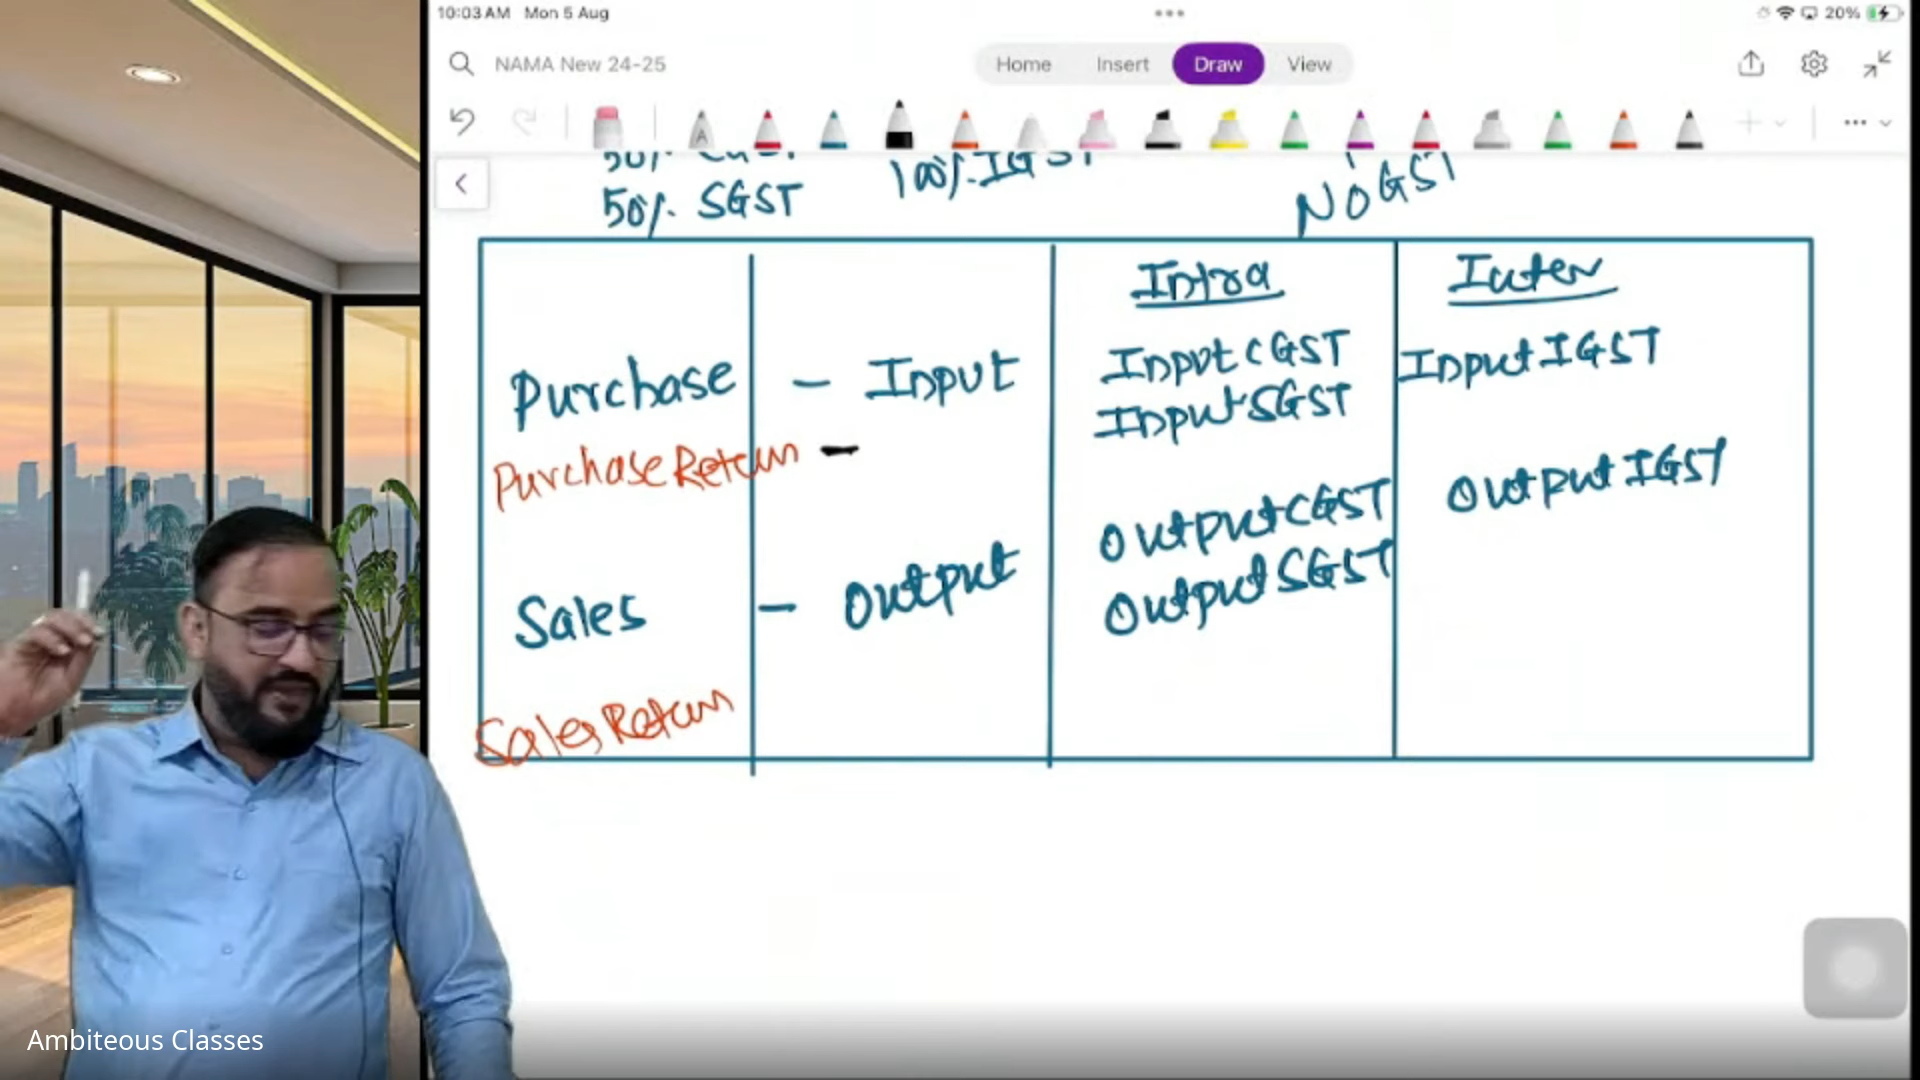 10:03 AM Mon 5 Aug
20%
NAMA New 24-25
Home Insert Draw View
A
50% CGST
50% SGST
100% IGST
NO GST
Intra
Inter
Purchase - Input
Input CGST
Input SGST
Input IGST
Purchase Return -
Sales - Output
Output CGST
Output SGST
Output IGST
Sales Return
Ambiteous Classes